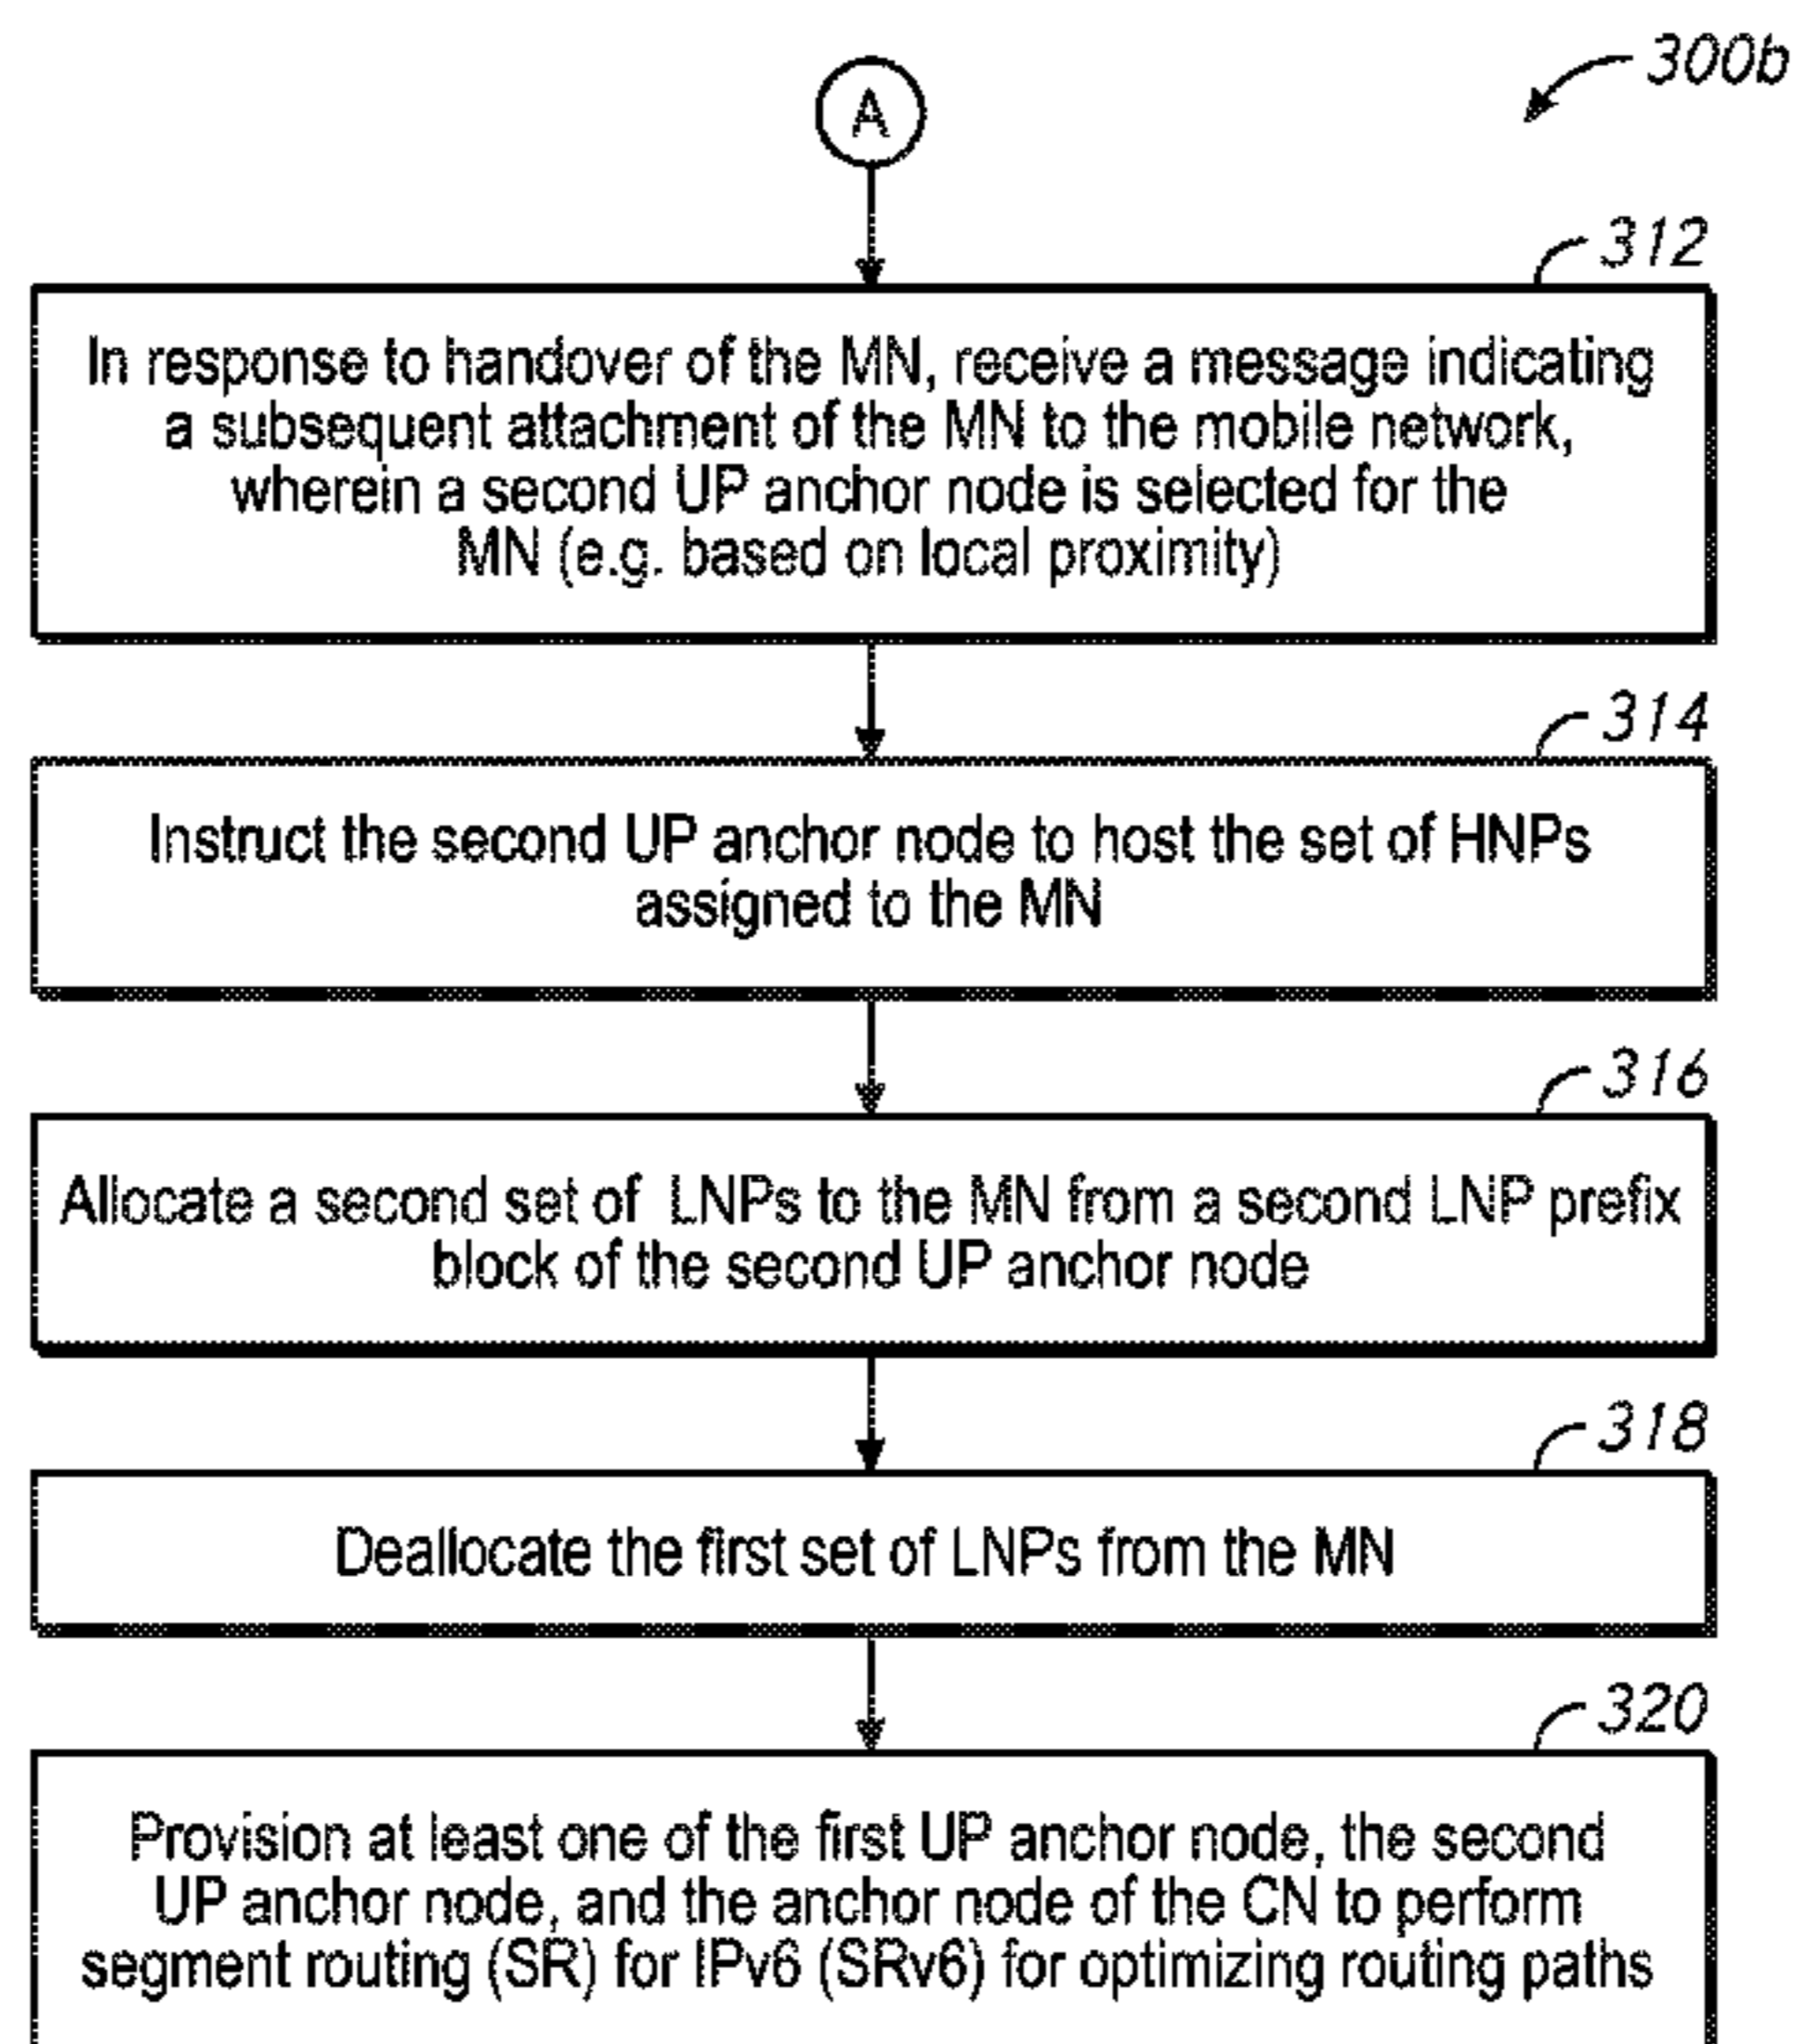 300b
A
312
In response to handover of the MN, receive a message indicating
a subsequent attachment of the MN to the mobile network,
wherein a second UP anchor node is selected for the
MN (e.g. based on local proximity)
314
Instruct the second UP anchor node to host the set of HNPs
assigned to the MN
316
Allocate a second set of LNPs to the MN from a second LNP prefix
block of the second UP anchor node
318
Deallocate the first set of LNPs from the MN
320
Provision at least one of the first UP anchor node, the second
UP anchor node, and the anchor node of the CN to perform
segment routing (SR) for IPv6 (SRv6) for optimizing routing paths